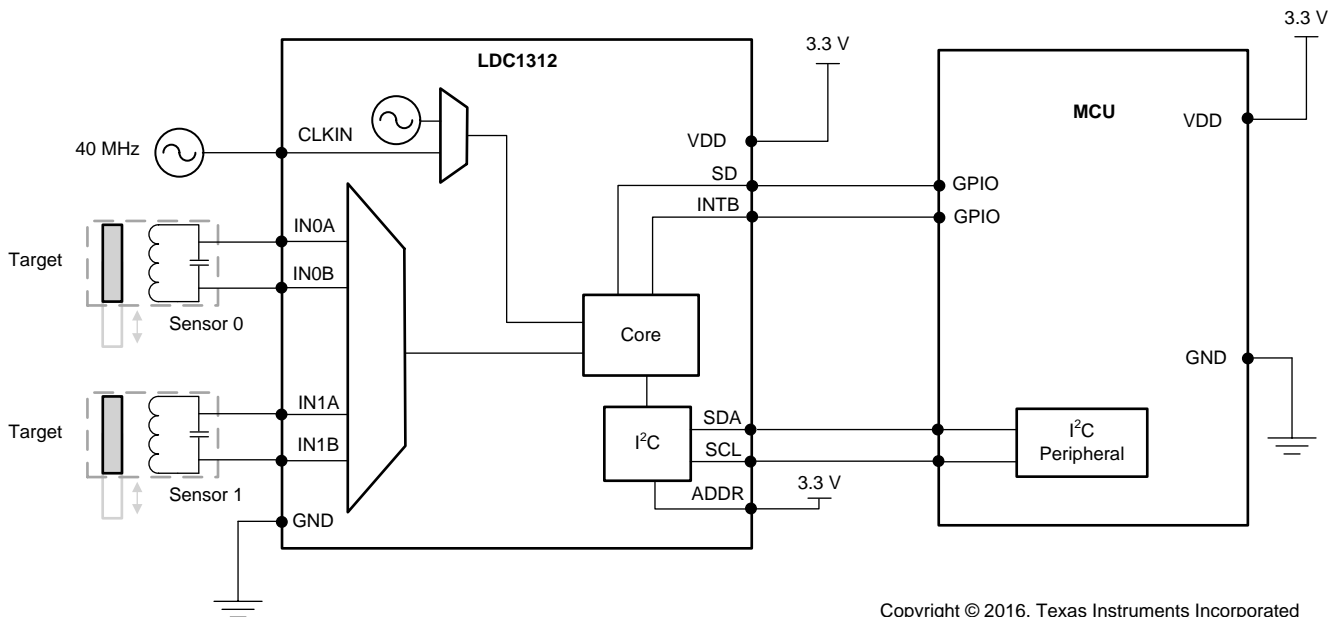 3.3 V
3.3 V
LDC1312
MCU
40 MHz
CLKIN
VDD
VDD
SD
GPIO
INTB
GPIO
Target
IN0A
IN0B
Sensor 0
Core
GND
Target
IN1A
IN1B
Sensor 1
I²C
SDA
SCL
I²C
Peripheral
ADDR
3.3 V
GND
Copyright © 2016, Texas Instruments Incorporated